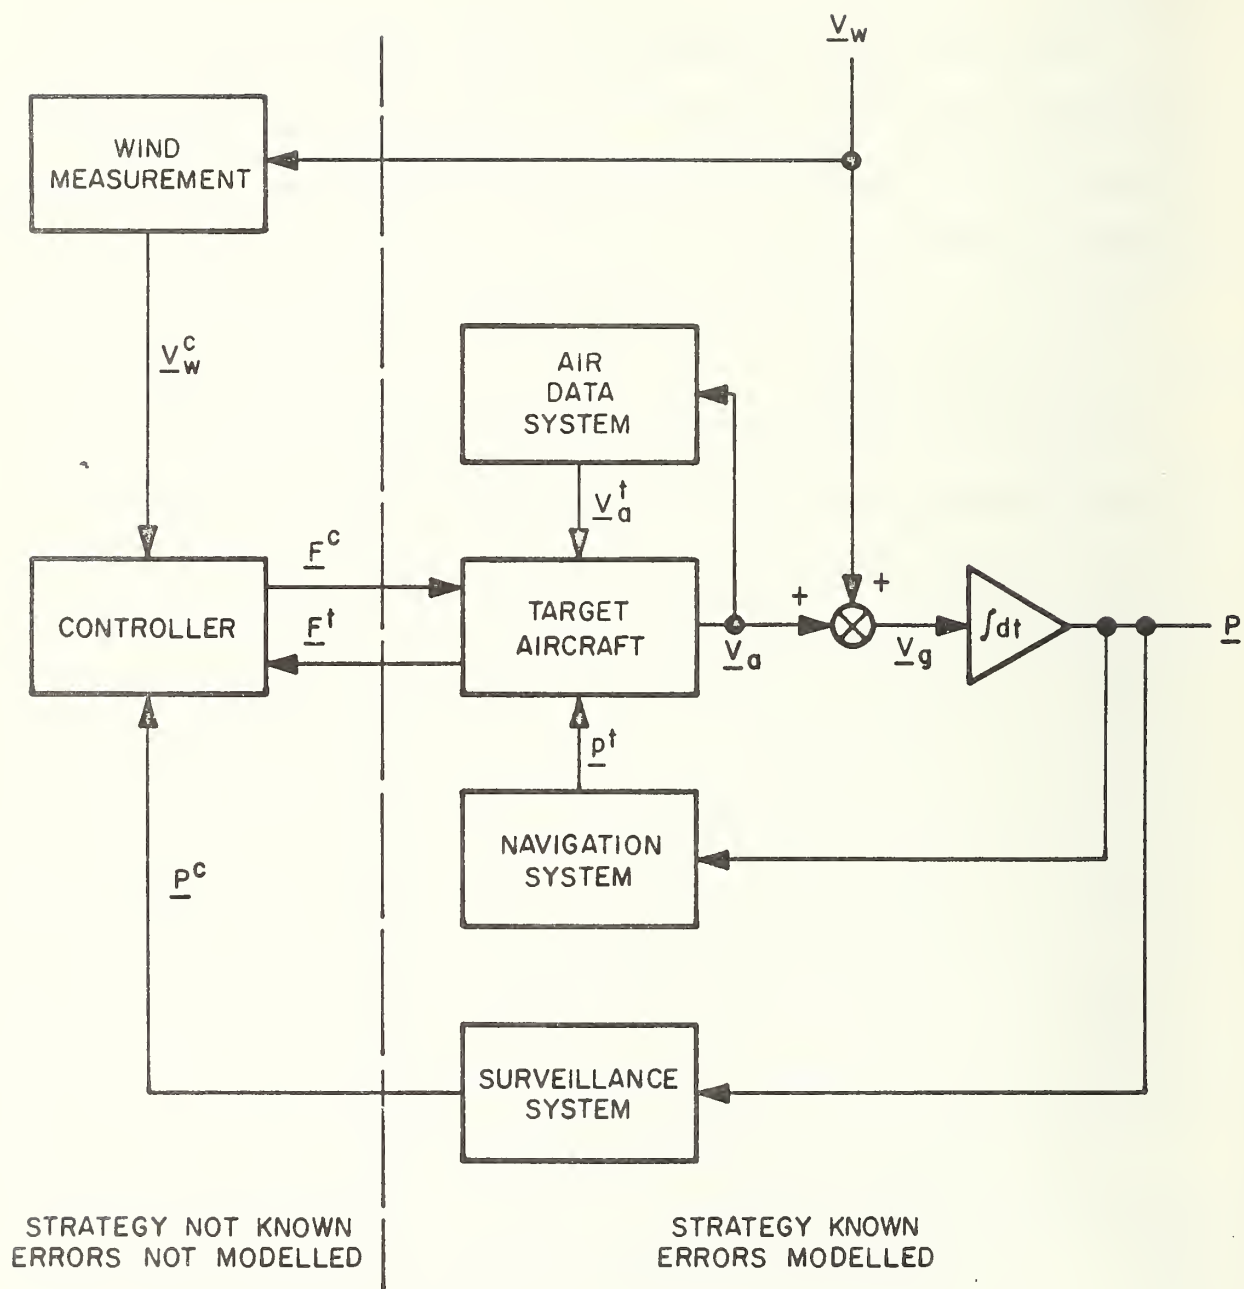 V_w
WIND
MEASUREMENT
V_w^c
AIR
DATA
SYSTEM
V_a^t
F^c
CONTROLLER
F^t
TARGET
AIRCRAFT
V_a
+
+
V_g
∫dt
P
P^t
NAVIGATION
SYSTEM
P^c
SURVEILLANCE
SYSTEM
STRATEGY NOT KNOWN
ERRORS NOT MODELLED
STRATEGY KNOWN
ERRORS MODELLED